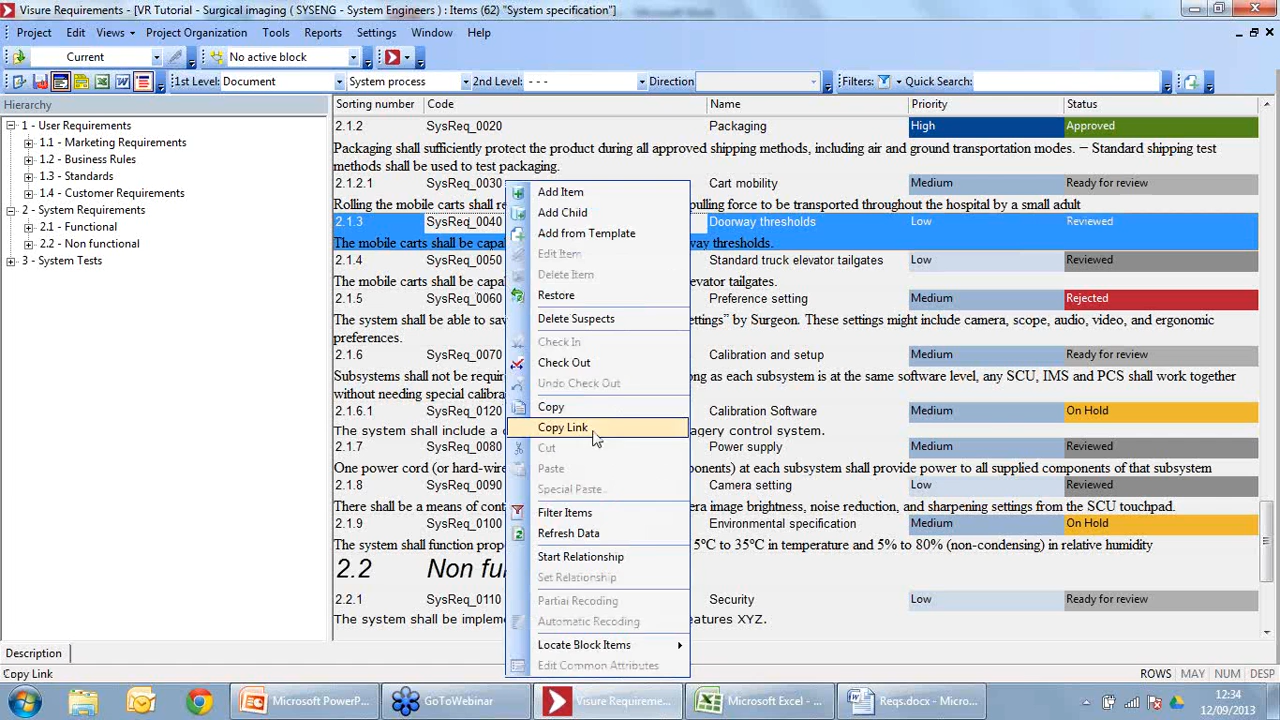 Visure Requirements - [VR Tutorial - Surgical imaging ( SYSENG - System Engineers ) : Items (62) "System specification"]
Project Edit Views Project Organization Tools Reports Settings Window Help
Current No active block
1st Level: Document System process 2nd Level: - - - Direction Filters: Quick Search:
Hierarchy
1 - User Requirements
1.1 - Marketing Requirements
1.2 - Business Rules
1.3 - Standards
1.4 - Customer Requirements
2 - System Requirements
2.1 - Functional
2.2 - Non functional
3 - System Tests
Sorting number Code Name Priority Status
2.1.2 SysReq_0020 Packaging High Approved
Packaging shall sufficiently protect the product during all approved shipping methods, including air and ground transportation modes. – Standard shipping test
methods shall be used to test packaging.
2.1.2.1 SysReq_0030 Cart mobility Medium Ready for review
Rolling the mobile carts shall re pulling force to be transported throughout the hospital by a small adult
2.1.3 SysReq_0040 Doorway thresholds Low Reviewed
The mobile carts shall be capa way thresholds.
2.1.4 SysReq_0050 Standard truck elevator tailgates Low Reviewed
The mobile carts shall be capa evator tailgates.
2.1.5 SysReq_0060 Preference setting Medium Rejected
The system shall be able to sav ettings” by Surgeon. These settings might include camera, scope, audio, video, and ergonomic
preferences.
2.1.6 SysReq_0070 Calibration and setup Medium Ready for review
Subsystems shall not be requir ong as each subsystem is at the same software level, any SCU, IMS and PCS shall work together
without needing special calibra
2.1.6.1 SysReq_0120 Calibration Software Medium On Hold
The system shall include a c agery control system.
2.1.7 SysReq_0080 Power supply Medium Reviewed
One power cord (or hard-wire ponents) at each subsystem shall provide power to all supplied components of that subsystem
2.1.8 SysReq_0090 Camera setting Low Reviewed
There shall be a means of cont era image brightness, noise reduction, and sharpening settings from the SCU touchpad.
2.1.9 SysReq_0100 Environmental specification Medium On Hold
The system shall function prop 5°C to 35°C in temperature and 5% to 80% (non-condensing) in relative humidity
2.2 Non fun
2.2.1 SysReq_0110 Security Low Ready for review
The system shall be implem eatures XYZ.
Add Item
Add Child
Add from Template
Edit Item
Delete Item
Restore
Delete Suspects
Check In
Check Out
Undo Check Out
Copy
Copy Link
Cut
Paste
Special Paste...
Filter Items
Refresh Data
Start Relationship
Set Relationship
Partial Recoding
Automatic Recoding
Locate Block Items
Edit Common Attributes
Description
Copy Link ROWS MAY NUM DESP
Microsoft PowerP... GoToWebinar Visure Requireme... Microsoft Excel - ... Reqs.docx - Micros... 12:34
12/09/2013